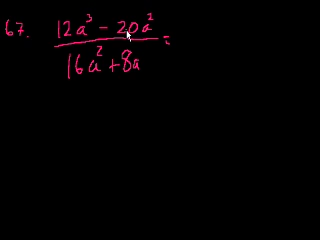 67. 12a³ - 20a² =
16a² + 8a